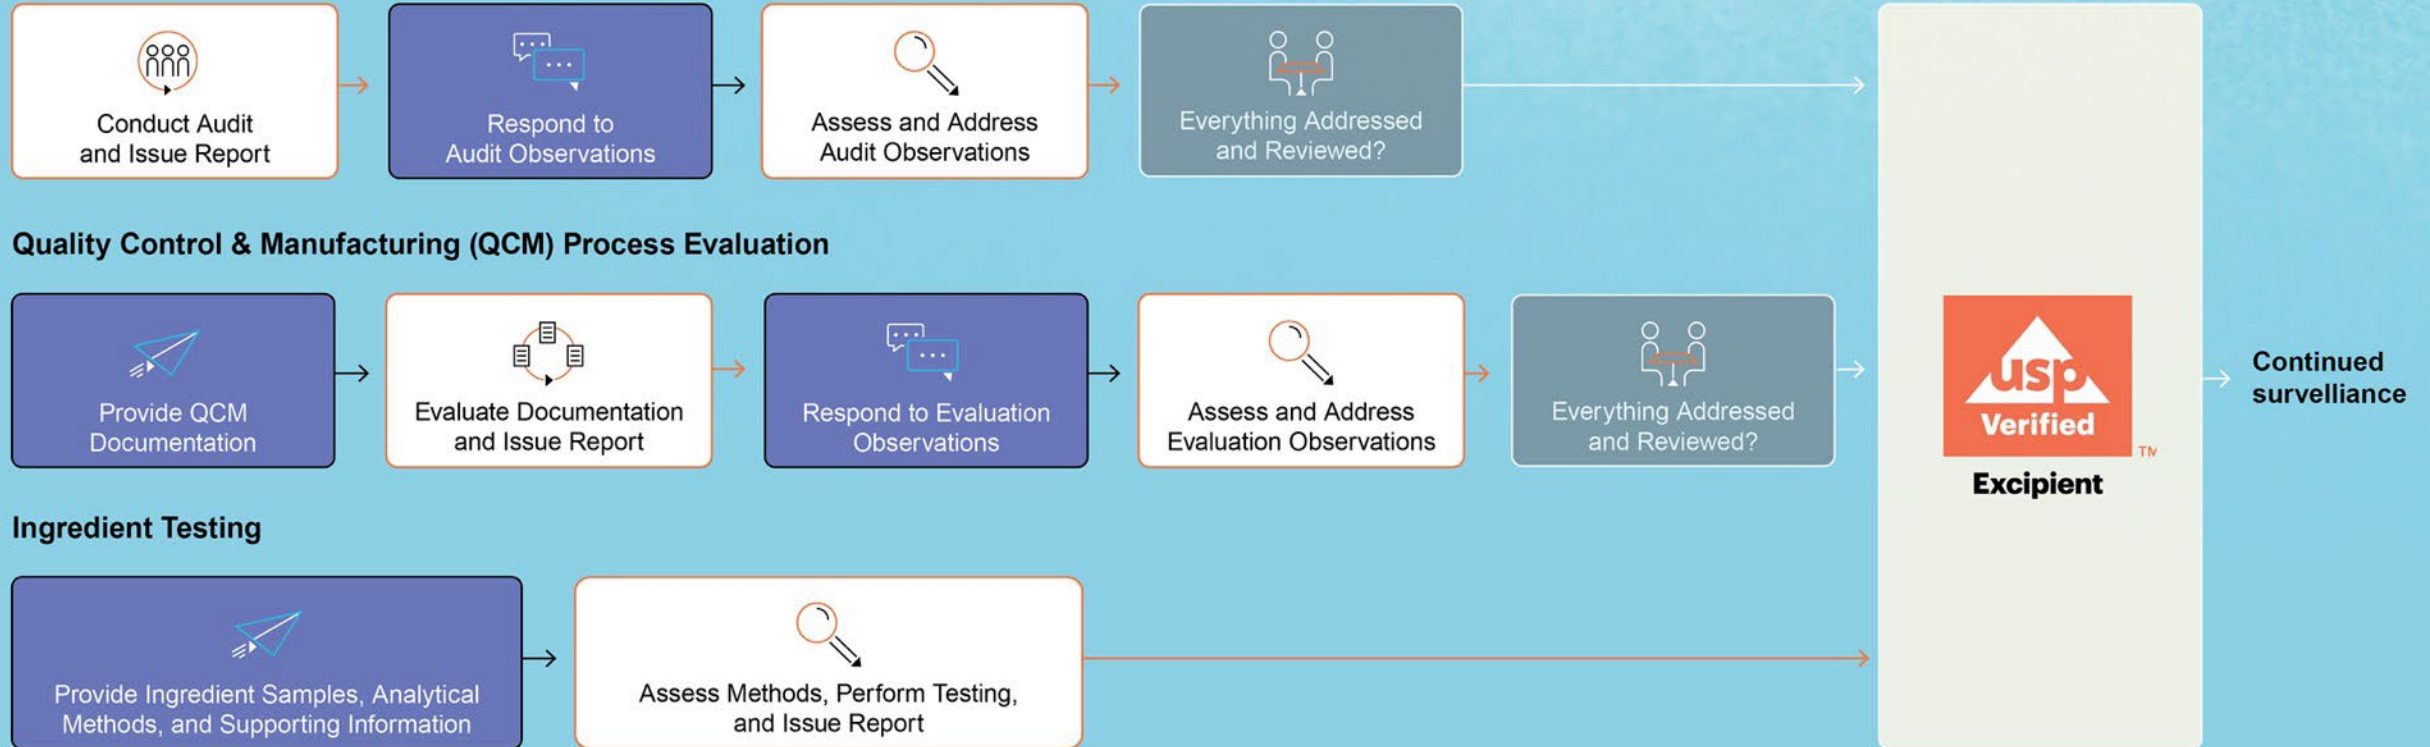 Conduct Audit
and Issue Report
Respond to
Audit Observations
Assess and Address
Audit Observations
Everything Addressed
and Reviewed?
Quality Control & Manufacturing (QCM) Process Evaluation
Provide QCM
Documentation
Evaluate Documentation
and Issue Report
Respond to Evaluation
Observations
Assess and Address
Evaluation Observations
Everything Addressed
and Reviewed?
usp
Verified
TM
Excipient
Continued
survelliance
Ingredient Testing
Provide Ingredient Samples, Analytical
Methods, and Supporting Information
Assess Methods, Perform Testing,
and Issue Report